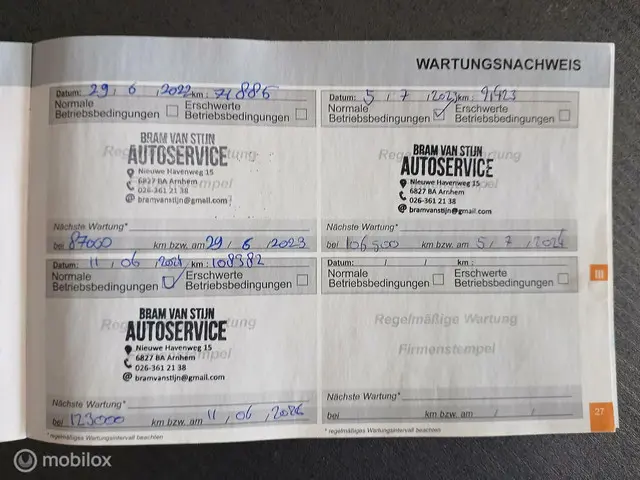 WARTUNGSNACHWEIS
Datum: 29 / 6 / 2022 km:
Normale Betriebsbedingungen
Erschwerte Betriebsbedingungen
Regelmäßige Wartung
Firmenstempel
BRAM VAN STIJN
AUTOSERVICE
Nieuwe Havenweg 15
6827 BA Arnhem
026-361 21 38
bramvanstijn@gmail.com
Nächste Wartung*
bei 87000 km bzw. am 29 / 6 / 2023
Datum: 5 / 7 / 2023 km:
Normale Betriebsbedingungen
Erschwerte Betriebsbedingungen
Regelmäßige Wartung
Firmenstempel
BRAM VAN STIJN
AUTOSERVICE
Nieuwe Havenweg 15
6827 BA Arnhem
026-361 21 38
bramvanstijn@gmail.com
Nächste Wartung*
bei 106500 km bzw. am 5 / 7 / 2024
Datum: 11 / 06 / km: 108382
Normale Betriebsbedingungen
Erschwerte Betriebsbedingungen
BRAM VAN STIJN
AUTOSERVICE
Nieuwe Havenweg 15
6827 BA Arnhem
026-361 21 38
bramvanstijn@gmail.com
Nächste Wartung*
bei 123000 km bzw. am 11 / 06 /
* regelmäßiges Wartungsintervall beachten
Datum: / / km:
Normale Betriebsbedingungen
Erschwerte Betriebsbedingungen
Regelmäßige Wartung
Firmenstempel
Nächste Wartung*
bei km bzw. am / /
* regelmäßiges Wartungsintervall beachten
27
mobilox